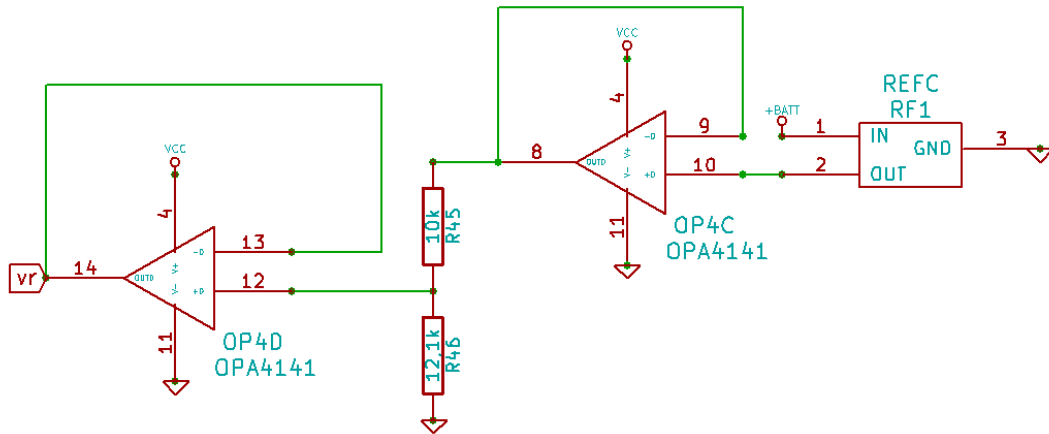 VCC
4
9
-D
V+
8
OUTD
V-
+D
10
11
OP4C
OPA4141
REFC
RF1
+BATT
1
IN
GND
3
2
OUT
VCC
4
13
-D
V+
vr
14
OUTD
V-
+D
12
11
OP4D
OPA4141
10k
R45
12,1k
R46